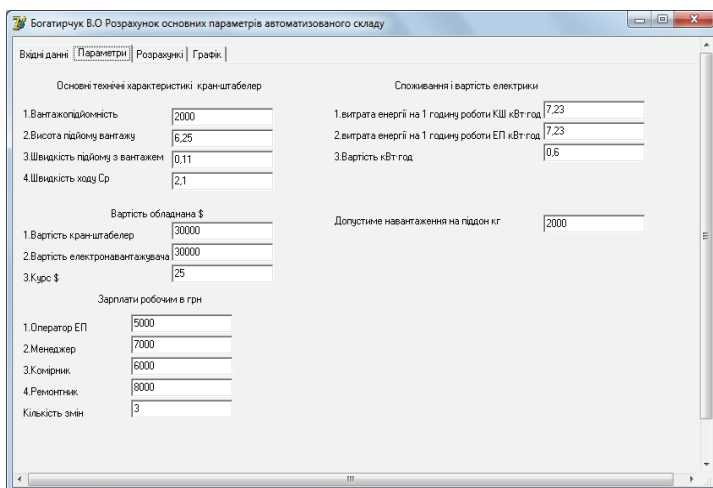 Богатирчук В.О Розрахунок основних параметрів автоматизованого складу
Вхідні данні Параметри Розрахункі Графік
Основні технічні характеристикі кран-штабелер
1.Вантажопідйомність 2000
2.Висота підйому вантажу 6,25
3.Швидкість підйому з вантажем 0,11
4.Швидкість ходу Ср 2,1
Вартість обладнана $
1.Вартість кран-штабелер 30000
2.Вартість електронавантажувача 30000
3.Курс $ 25
Зарплати робочим в грн
1.Оператор ЕП 5000
2.Менеджер 7000
3.Комірник 6000
4.Ремонтник 8000
Кількість змін 3
Споживання і вартість електрики
1.витрата енергії на 1 годину роботи КШ кВт·год 7,23
2.витрата енергії на 1 годину роботи ЕП кВт·год 7,23
3.Вартість кВт·год 0,6
Допустиме навантаження на піддон кг 2000